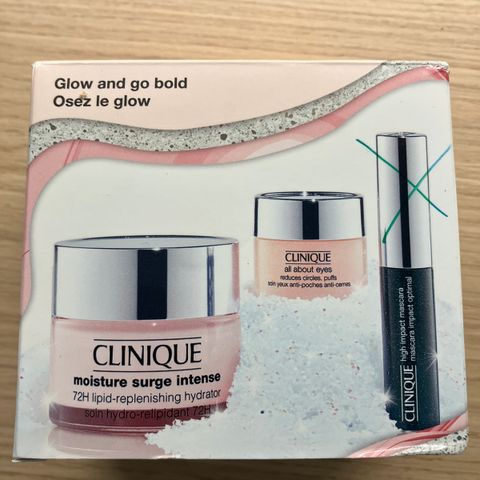 Glow and go bold
Osez le glow
CLINIQUE
all about eyes
reduces circles, puffs
soin yeux anti-poches anti-cernes
CLINIQUE
moisture surge intense
72H lipid-replenishing hydrator
soin hydro-relipidant 72H
CLINIQUE
high impact mascara
mascara impact optimal